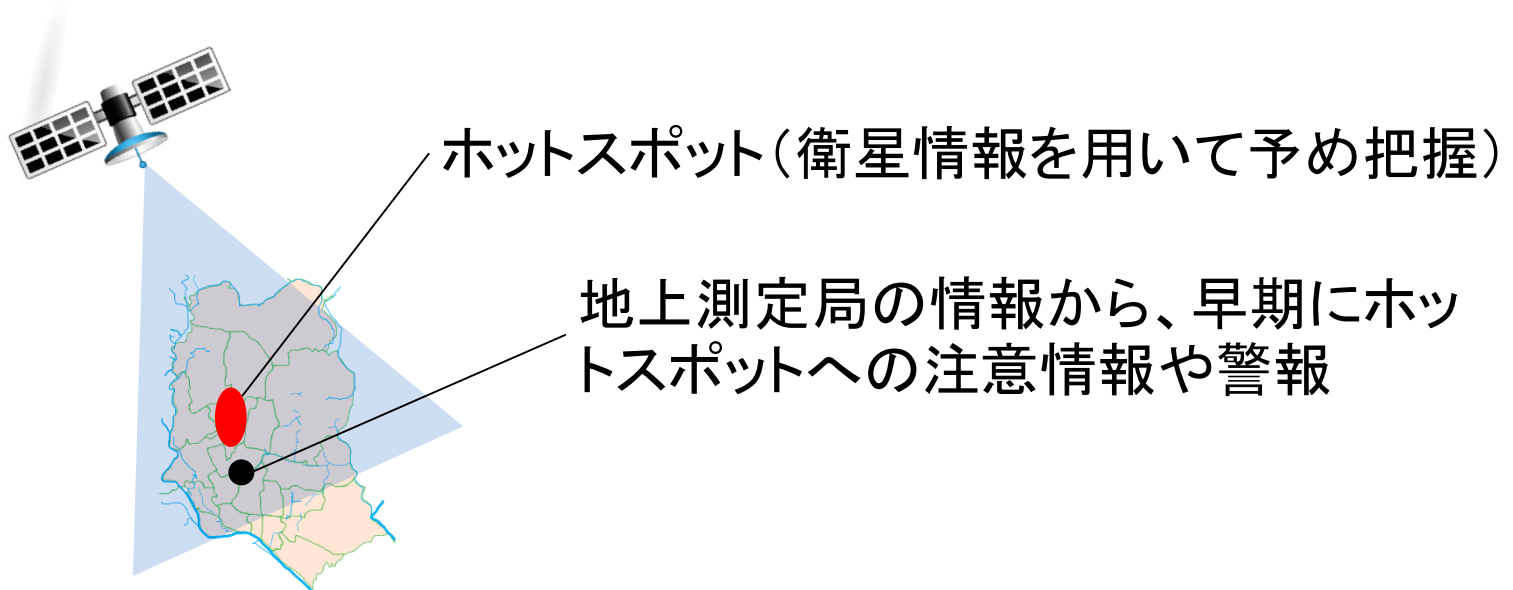 ホットスポット（衛星情報を用いて予め把握）
地上測定局の情報から、早期にホッ
トスポットへの注意情報や警報